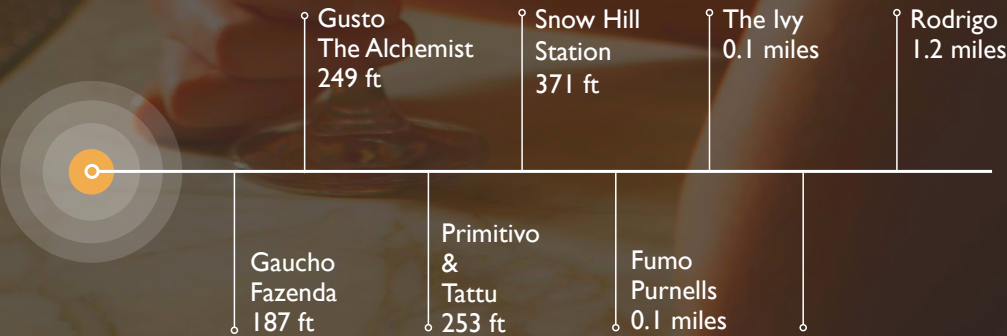 Gusto
The Alchemist
249 ft
Snow Hill
Station
371 ft
The Ivy
0.1 miles
Rodrigo
1.2 miles
Gaucho
Fazenda
187 ft
Primitivo
&
Tattu
253 ft
Fumo
Purnells
0.1 miles